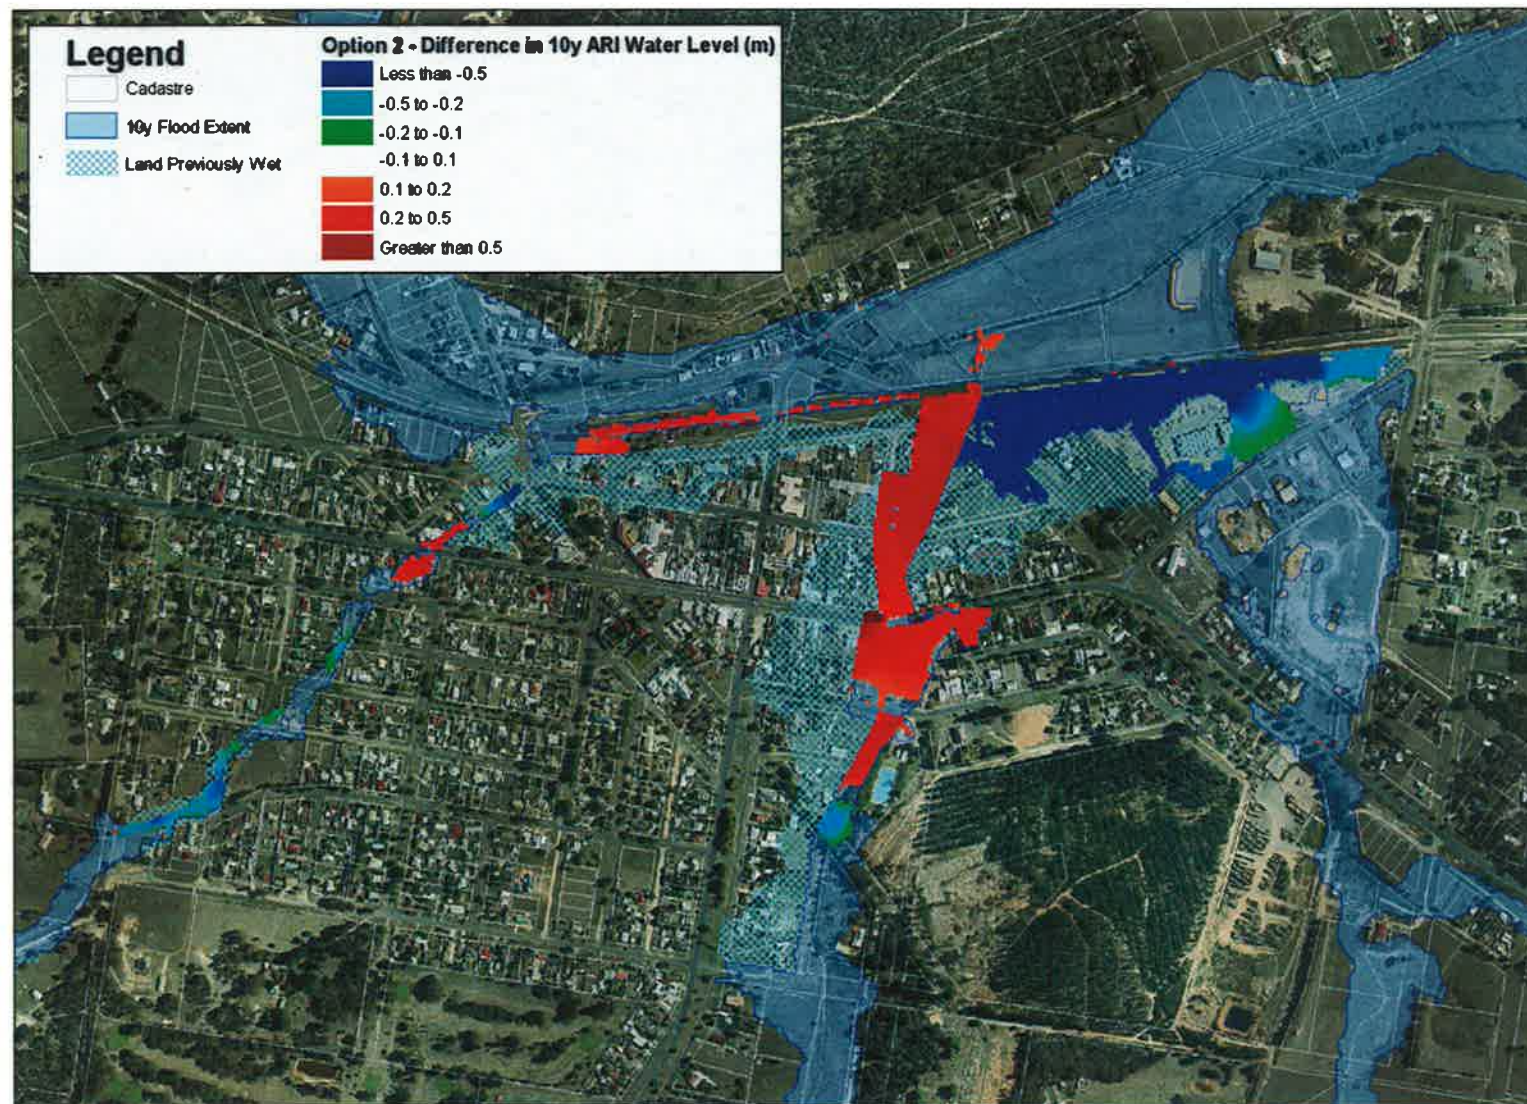 Legend
Cadastre
10y Flood Extent
Land Previously Wet
Option 2 - Difference in 10y ARI Water Level (m)
Less than -0.5
-0.5 to -0.2
-0.2 to -0.1
-0.1 to 0.1
0.1 to 0.2
0.2 to 0.5
Greater than 0.5